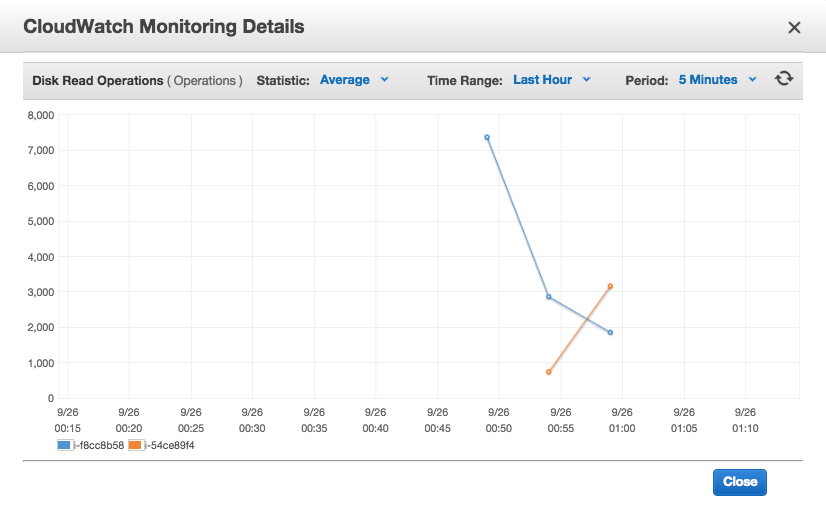 CloudWatch Monitoring Details
Disk Read Operations ( Operations ) Statistic: Average Time Range: Last Hour Period: 5 Minutes
8,000
7,000
6,000
5,000
4,000
3,000
2,000
1,000
0
9/26 9/26 9/26 9/26 9/26 9/26 9/26 9/26 9/26 9/26 9/26 9/26
00:15 00:20 00:25 00:30 00:35 00:40 00:45 00:50 00:55 01:00 01:05 01:10
i-f8cc8b58 i-54ce89f4
Close